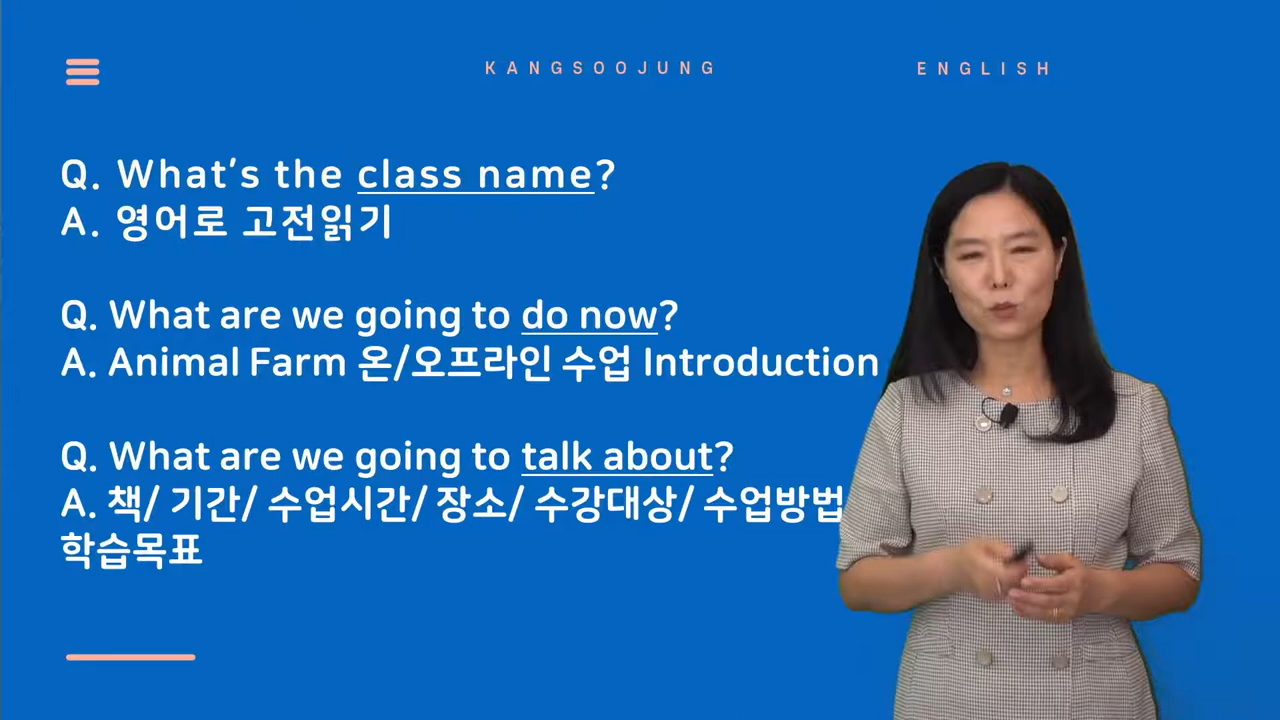 KANGSOOJUNG
ENGLISH
Q. What's the class name?
A. 영어로 고전읽기
Q. What are we going to do now?
A. Animal Farm 온/오프라인 수업 Introduction
Q. What are we going to talk about?
A. 책/ 기간/ 수업시간/ 장소/ 수강대상/ 수업방법
학습목표